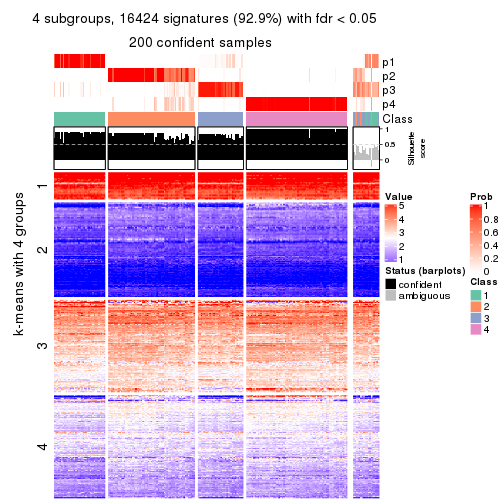 4 subgroups, 16424 signatures (92.9%) with fdr < 0.05
200 confident samples
p1
p2
p3
p4
Class
1
0.5
0
Silhouette
score
k-means with 4 groups
1
2
3
4
Value
5
4
3
2
1
Status (barplots)
confident
ambiguous
Prob
1
0.8
0.6
0.4
0.2
0
Class
1
2
3
4